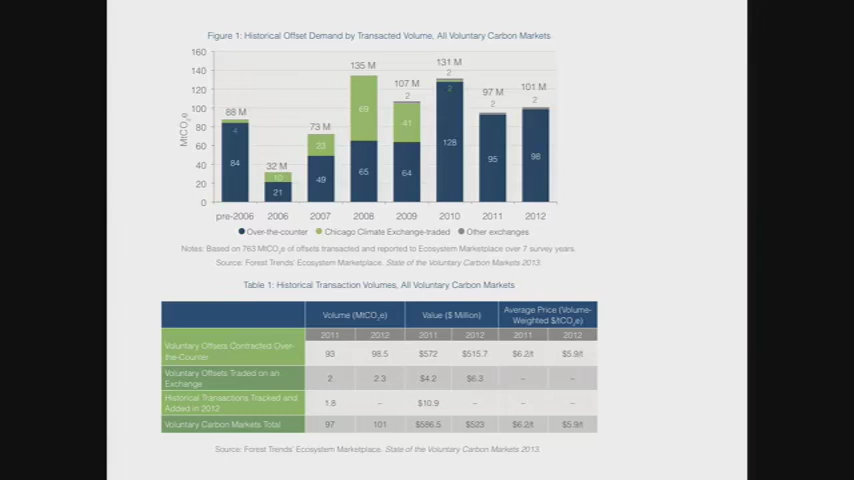 Figure 1: Historical Offset Demand by Transacted Volume, All Voluntary Carbon Markets
MtCO2e
160
140
120
100
80
60
40
20
0
88 M
4
84
32 M
10
21
73 M
23
49
135 M
69
65
107 M
2
41
64
131 M
2
2
128
97 M
2
95
101 M
2
98
pre-2006 2006 2007 2008 2009 2010 2011 2012
Over-the-counter Chicago Climate Exchange-traded Other exchanges
Notes: Based on 763 MtCO2e of offsets transacted and reported to Ecosystem Marketplace over 7 survey years.
Source: Forest Trends' Ecosystem Marketplace. State of the Voluntary Carbon Markets 2013.
Table 1: Historical Transaction Volumes, All Voluntary Carbon Markets
Volume (MtCO2e) Value ($ Million) Average Price (Volume-
Weighted $/tCO2e)
2011 2012 2011 2012 2011 2012
Voluntary Offsets Contracted Over-
the-Counter 93 98.5 $572 $515.7 $6.2/t $5.9/t
Voluntary Offsets Traded on an
Exchange 2 2.3 $4.2 $6.3 – –
Historical Transactions Tracked and
Added in 2012 1.8 – $10.9 – – –
Voluntary Carbon Markets Total 97 101 $586.5 $523 $6.2/t $5.9/t
Source: Forest Trends' Ecosystem Marketplace. State of the Voluntary Carbon Markets 2013.